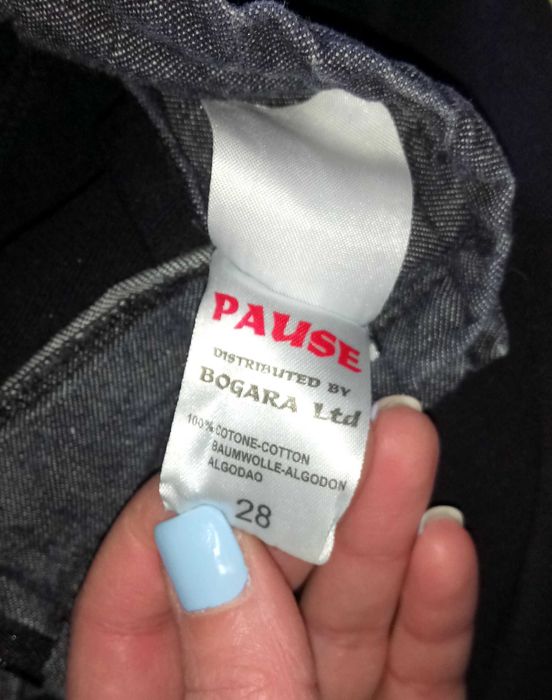 PAUSE
DISTRIBUTED BY
BOGARA Ltd
100% COTONE-COTTON
BAUMWOLLE-ALGODON
ALGODAO
28